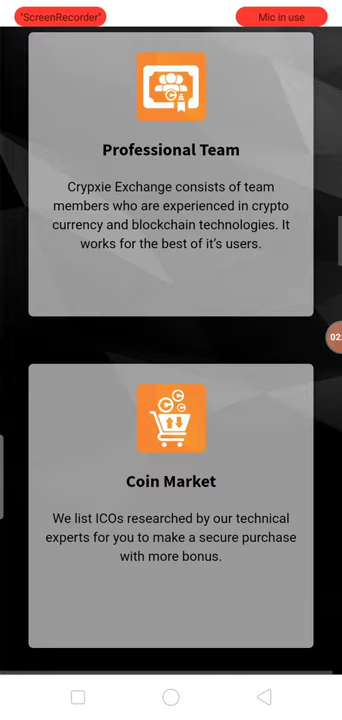 "ScreenRecorder"
Mic in use
Professional Team
Crypxie Exchange consists of team
members who are experienced in crypto
currency and blockchain technologies. It
works for the best of it's users.
02
Coin Market
We list ICOs researched by our technical
experts for you to make a secure purchase
with more bonus.